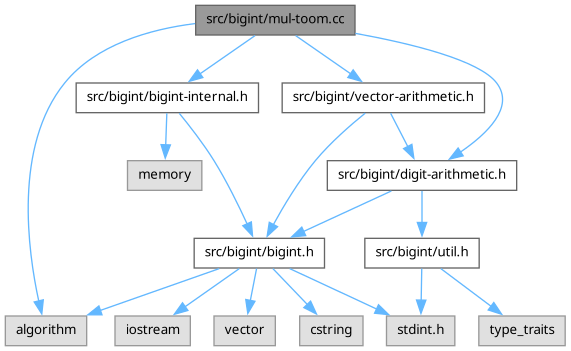 src/bigint/mul-toom.cc
src/bigint/bigint-internal.h
src/bigint/vector-arithmetic.h
memory
src/bigint/digit-arithmetic.h
src/bigint/bigint.h
src/bigint/util.h
algorithm
iostream
vector
cstring
stdint.h
type_traits